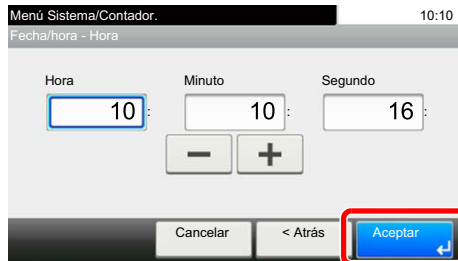 Menú Sistema/Contador. 10:10
Fecha/hora - Hora
Hora Minuto Segundo
10 : 10 : 16 :
− +
Cancelar < Atrás Aceptar